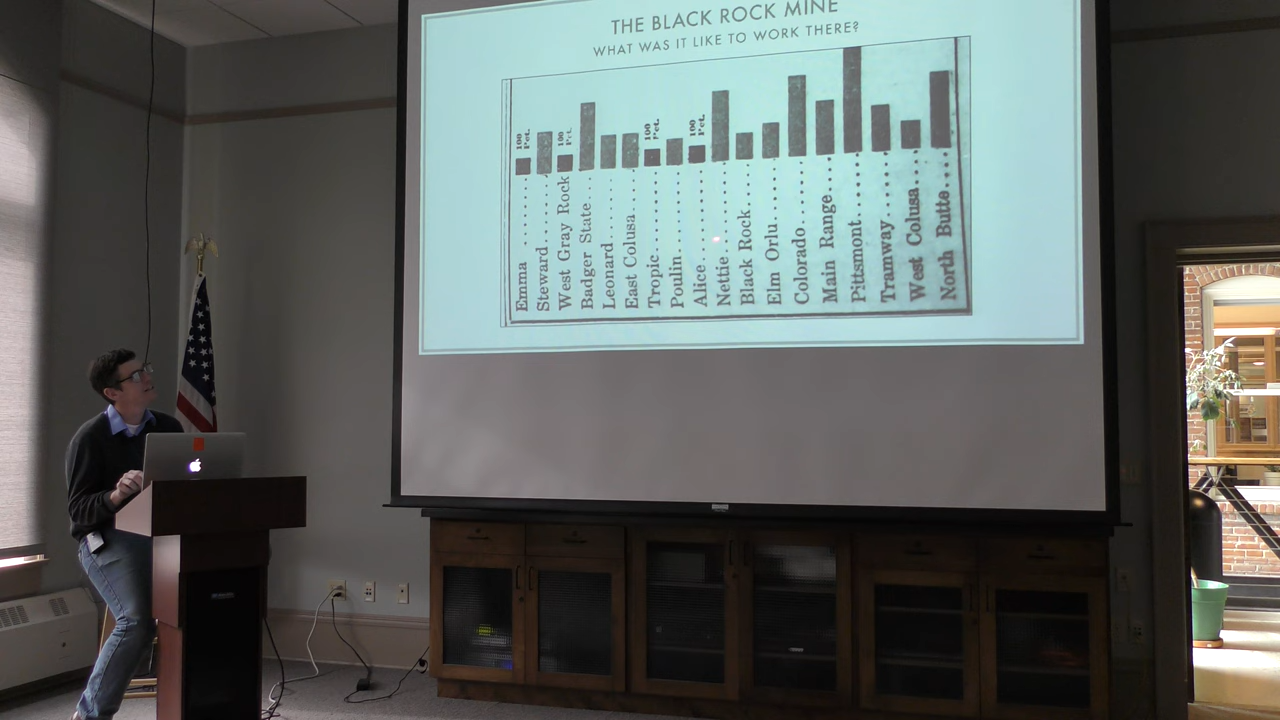 THE BLACK ROCK MINE
WHAT WAS IT LIKE TO WORK THERE?
Emma 100 Pct.
Steward
West Gray Rock 100 Pct.
Badger State
Leonard
East Colusa
Tropic 100 Pct.
Poulin
Alice 100 Pct.
Nettie
Black Rock
Elm Orlu
Colorado
Main Range
Pittsmont
Tramway
West Colusa
North Butte